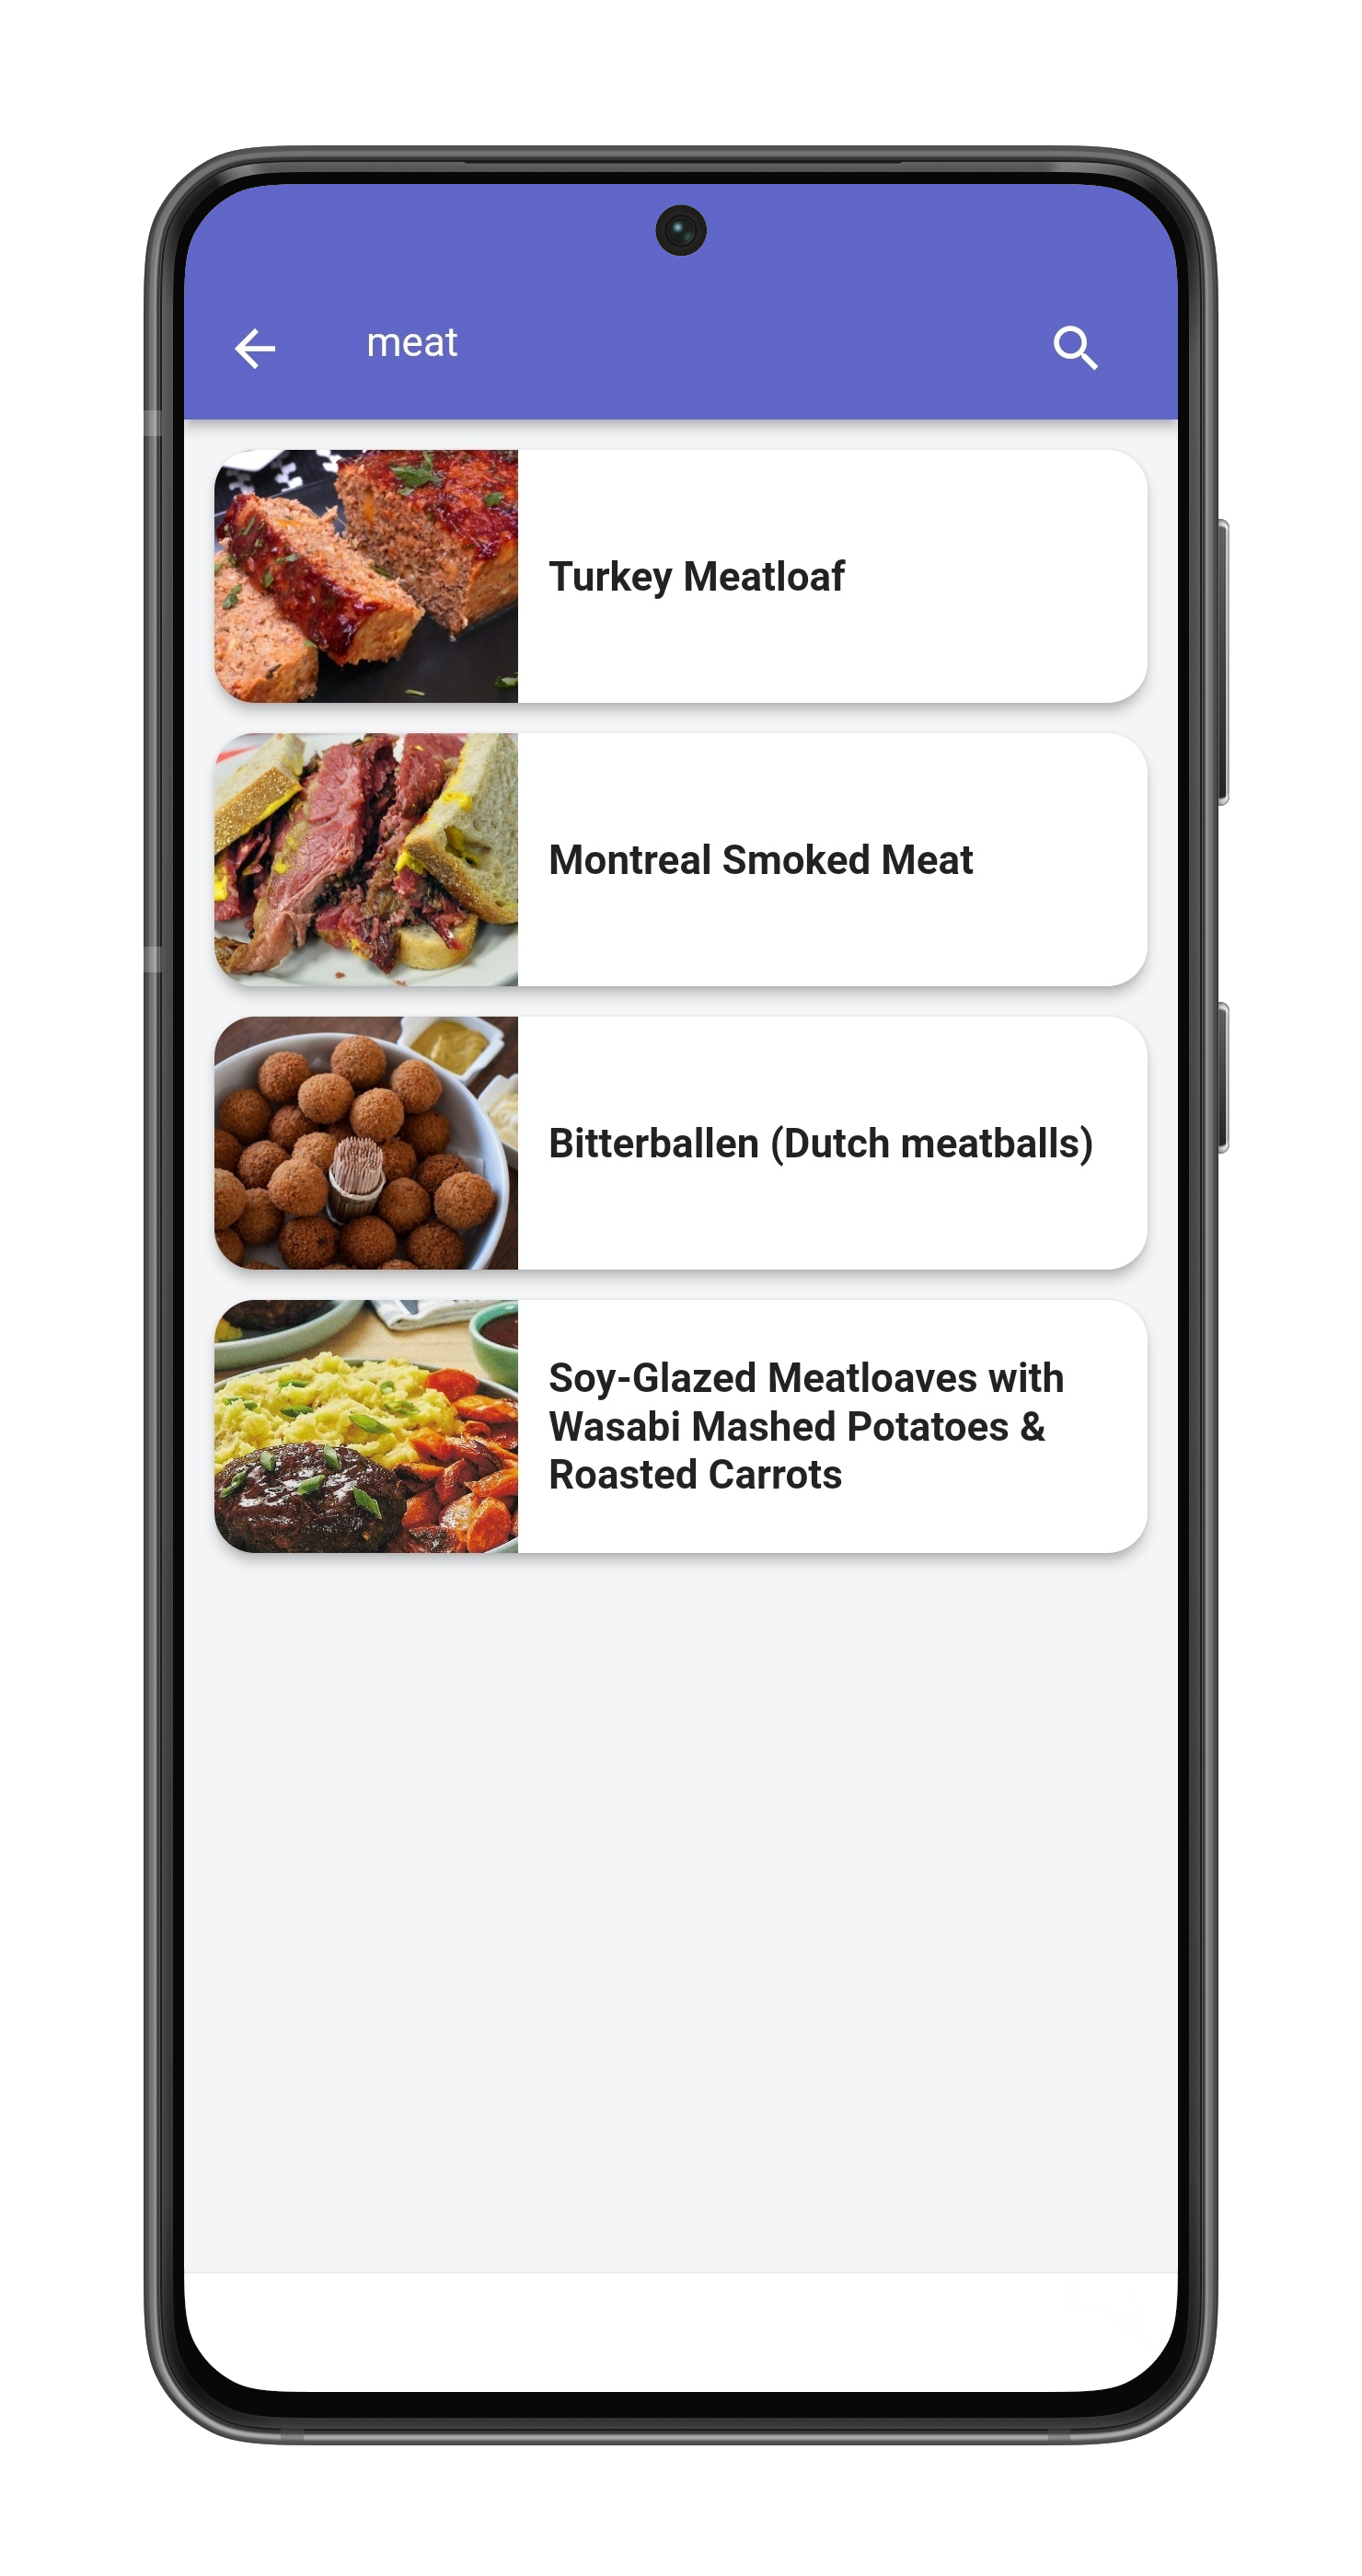 meat
Turkey Meatloaf
Montreal Smoked Meat
Bitterballen (Dutch meatballs)
Soy-Glazed Meatloaves with
Wasabi Mashed Potatoes &
Roasted Carrots